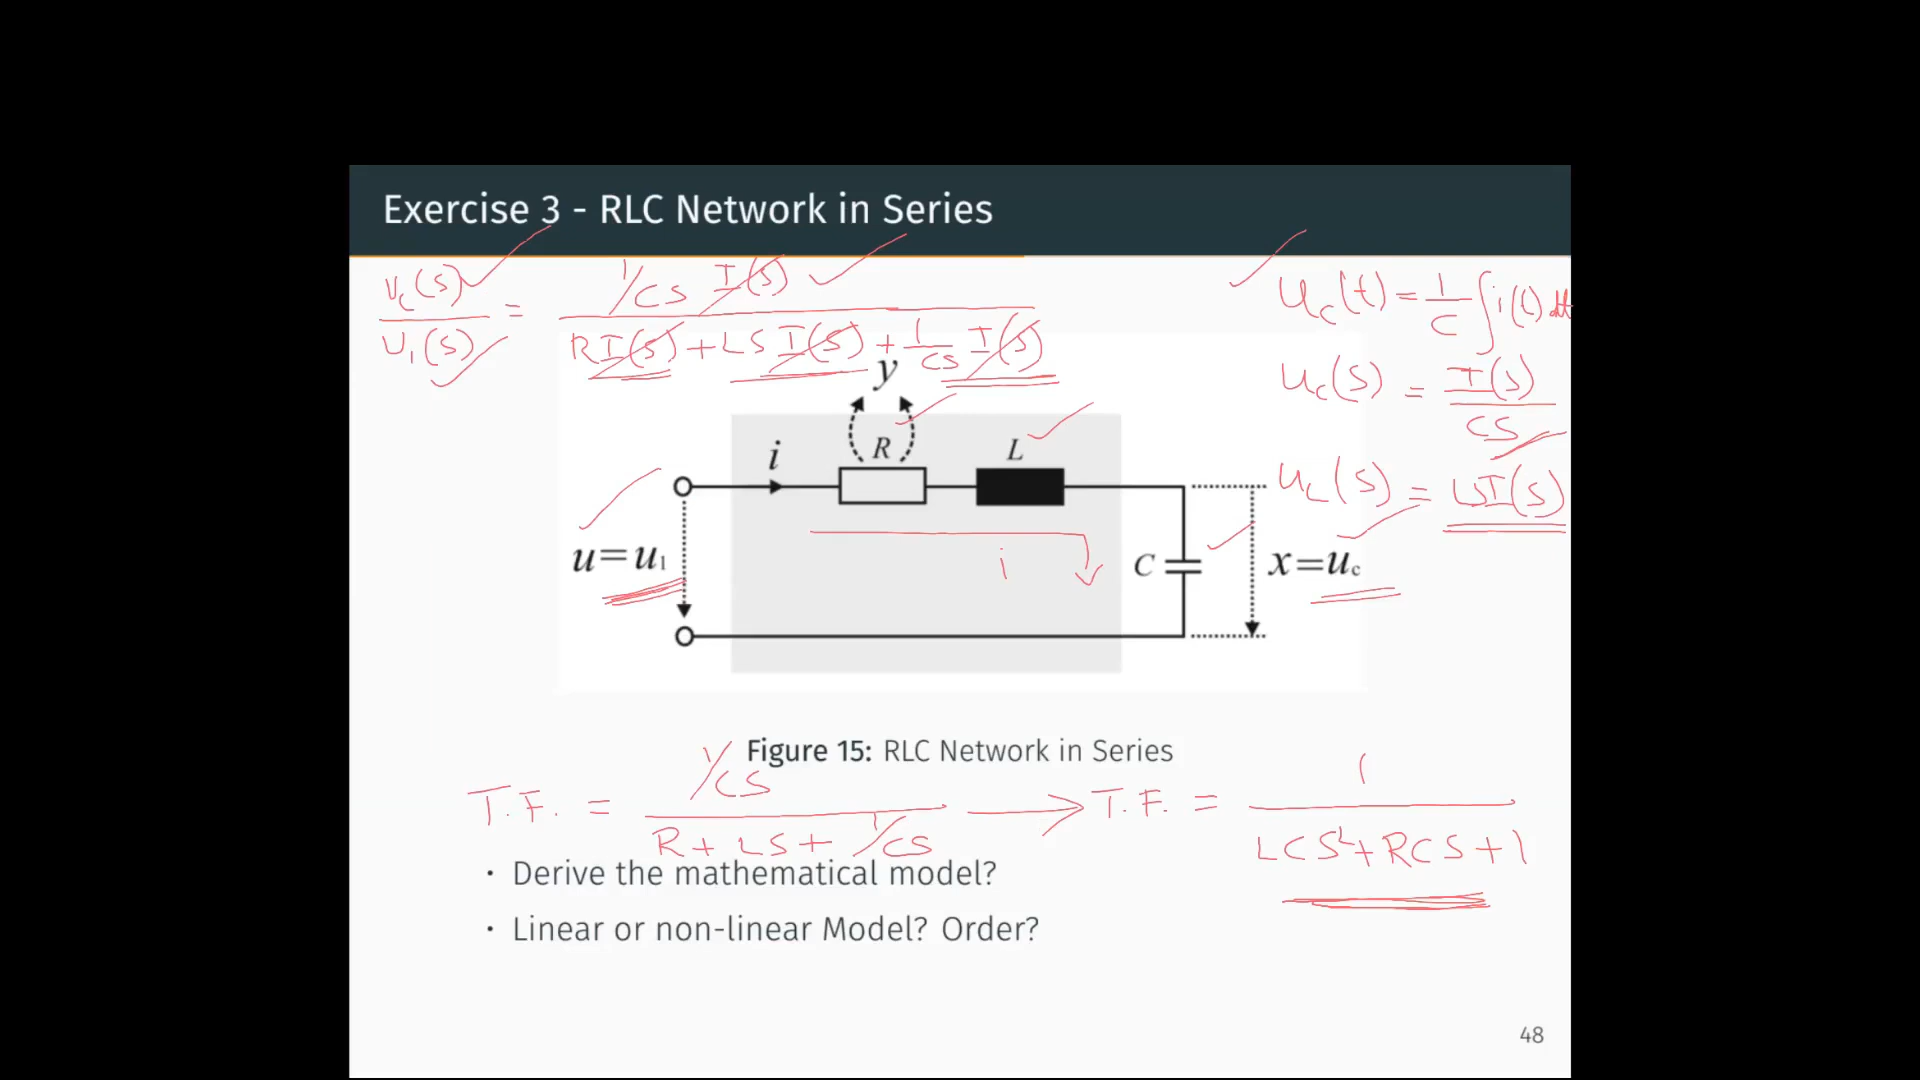 Exercise 3 - RLC Network in Series
Uc(S) / U1(S) = 1/CS I(S) / RI(S) + LS I(S) + 1/CS I(S)
Uc(t) = 1/C ∫ i(t) dt
Uc(S) = I(S) / CS
UL(S) = LSI(S)
y
R
L
i
u=u₁
i
C
x=uc
Figure 15: RLC Network in Series
T.F. = 1/CS / R + LS + 1/CS → T.F. = 1 / LCS² + RCS + 1
• Derive the mathematical model?
• Linear or non-linear Model? Order?
48